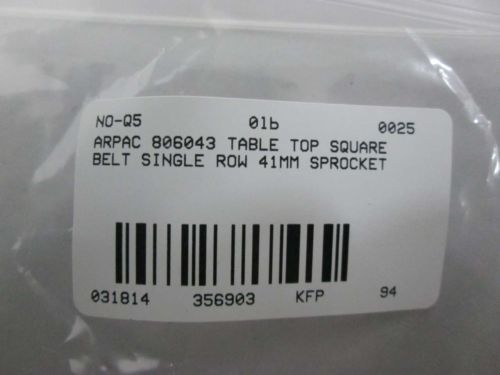 NO-Q5 01b 0025
ARPAC 806043 TABLE TOP SQUARE
BELT SINGLE ROW 41MM SPROCKET
031814 356903 KFP 94